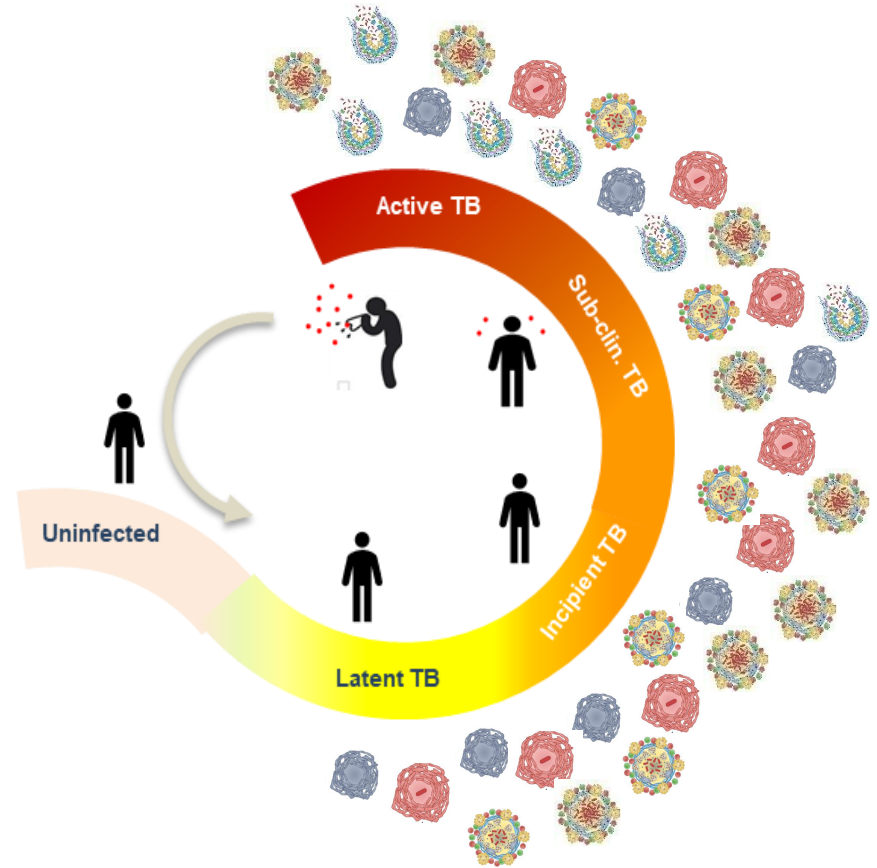 Active TB
Sub-clin. TB
Uninfected
Incipient TB
Latent TB